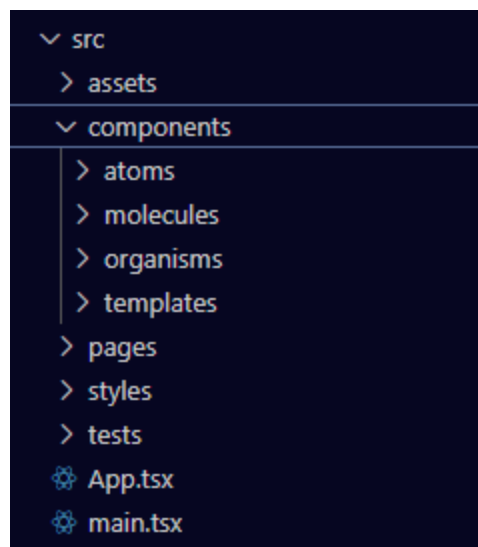 src
assets
components
atoms
molecules
organisms
templates
pages
styles
tests
App.tsx
main.tsx